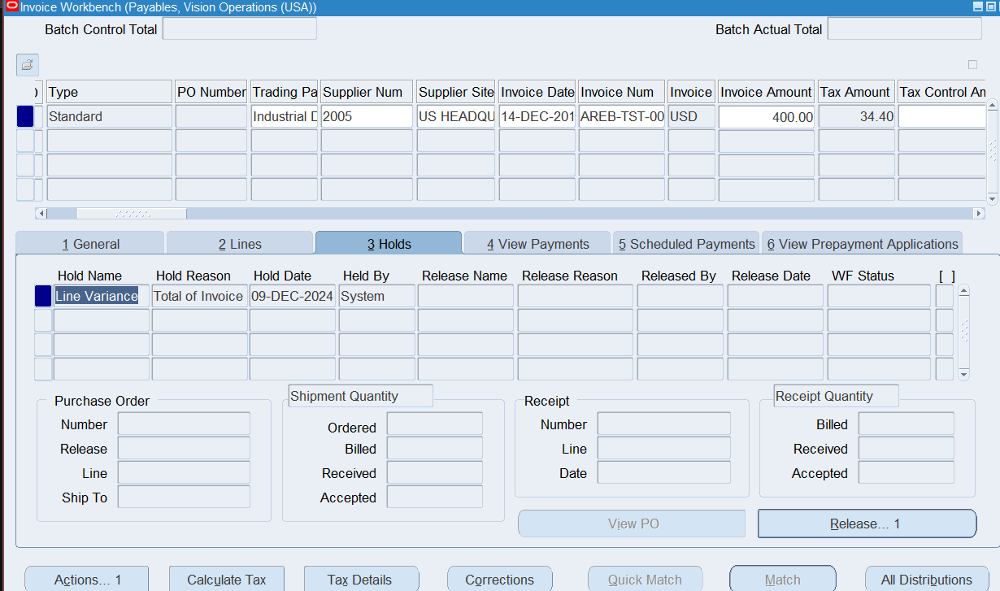 Invoice Workbench (Payables, Vision Operations (USA))
Batch Control Total
Batch Actual Total
Type PO Number Trading Pa Supplier Num Supplier Site Invoice Date Invoice Num Invoice Invoice Amount Tax Amount Tax Control Am
Standard Industrial D 2005 US HEADQU 14-DEC-201 AREB-TST-00 USD 400.00 34.40
1 General 2 Lines 3 Holds 4 View Payments 5 Scheduled Payments 6 View Prepayment Applications
Hold Name Hold Reason Hold Date Held By Release Name Release Reason Released By Release Date WF Status [ ]
Line Variance Total of Invoice 09-DEC-2024 System
Purchase Order
Number
Release
Line
Ship To
Shipment Quantity
Ordered
Billed
Received
Accepted
Receipt
Number
Line
Date
Receipt Quantity
Billed
Received
Accepted
View PO Release... 1
Actions... 1 Calculate Tax Tax Details Corrections Quick Match Match All Distributions